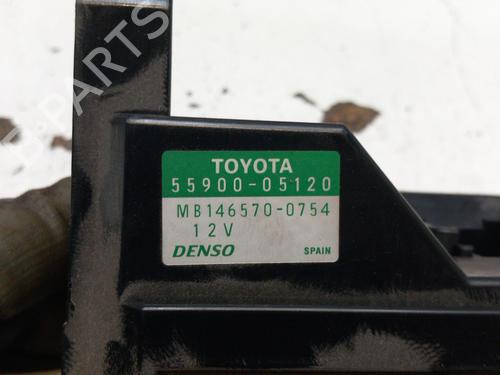 TOYOTA
55900-05120
MB146570-0754
12V
DENSO SPAIN